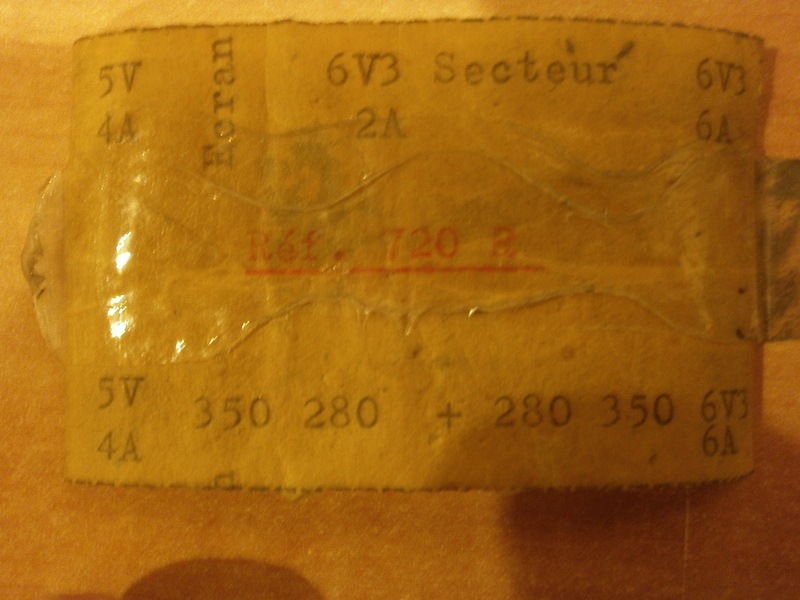 5V Ecran 6V3 Secteur 6V3
4A 2A 6A
Réf. 720
5V 350 280 + 280 350 6V3
4A 6A